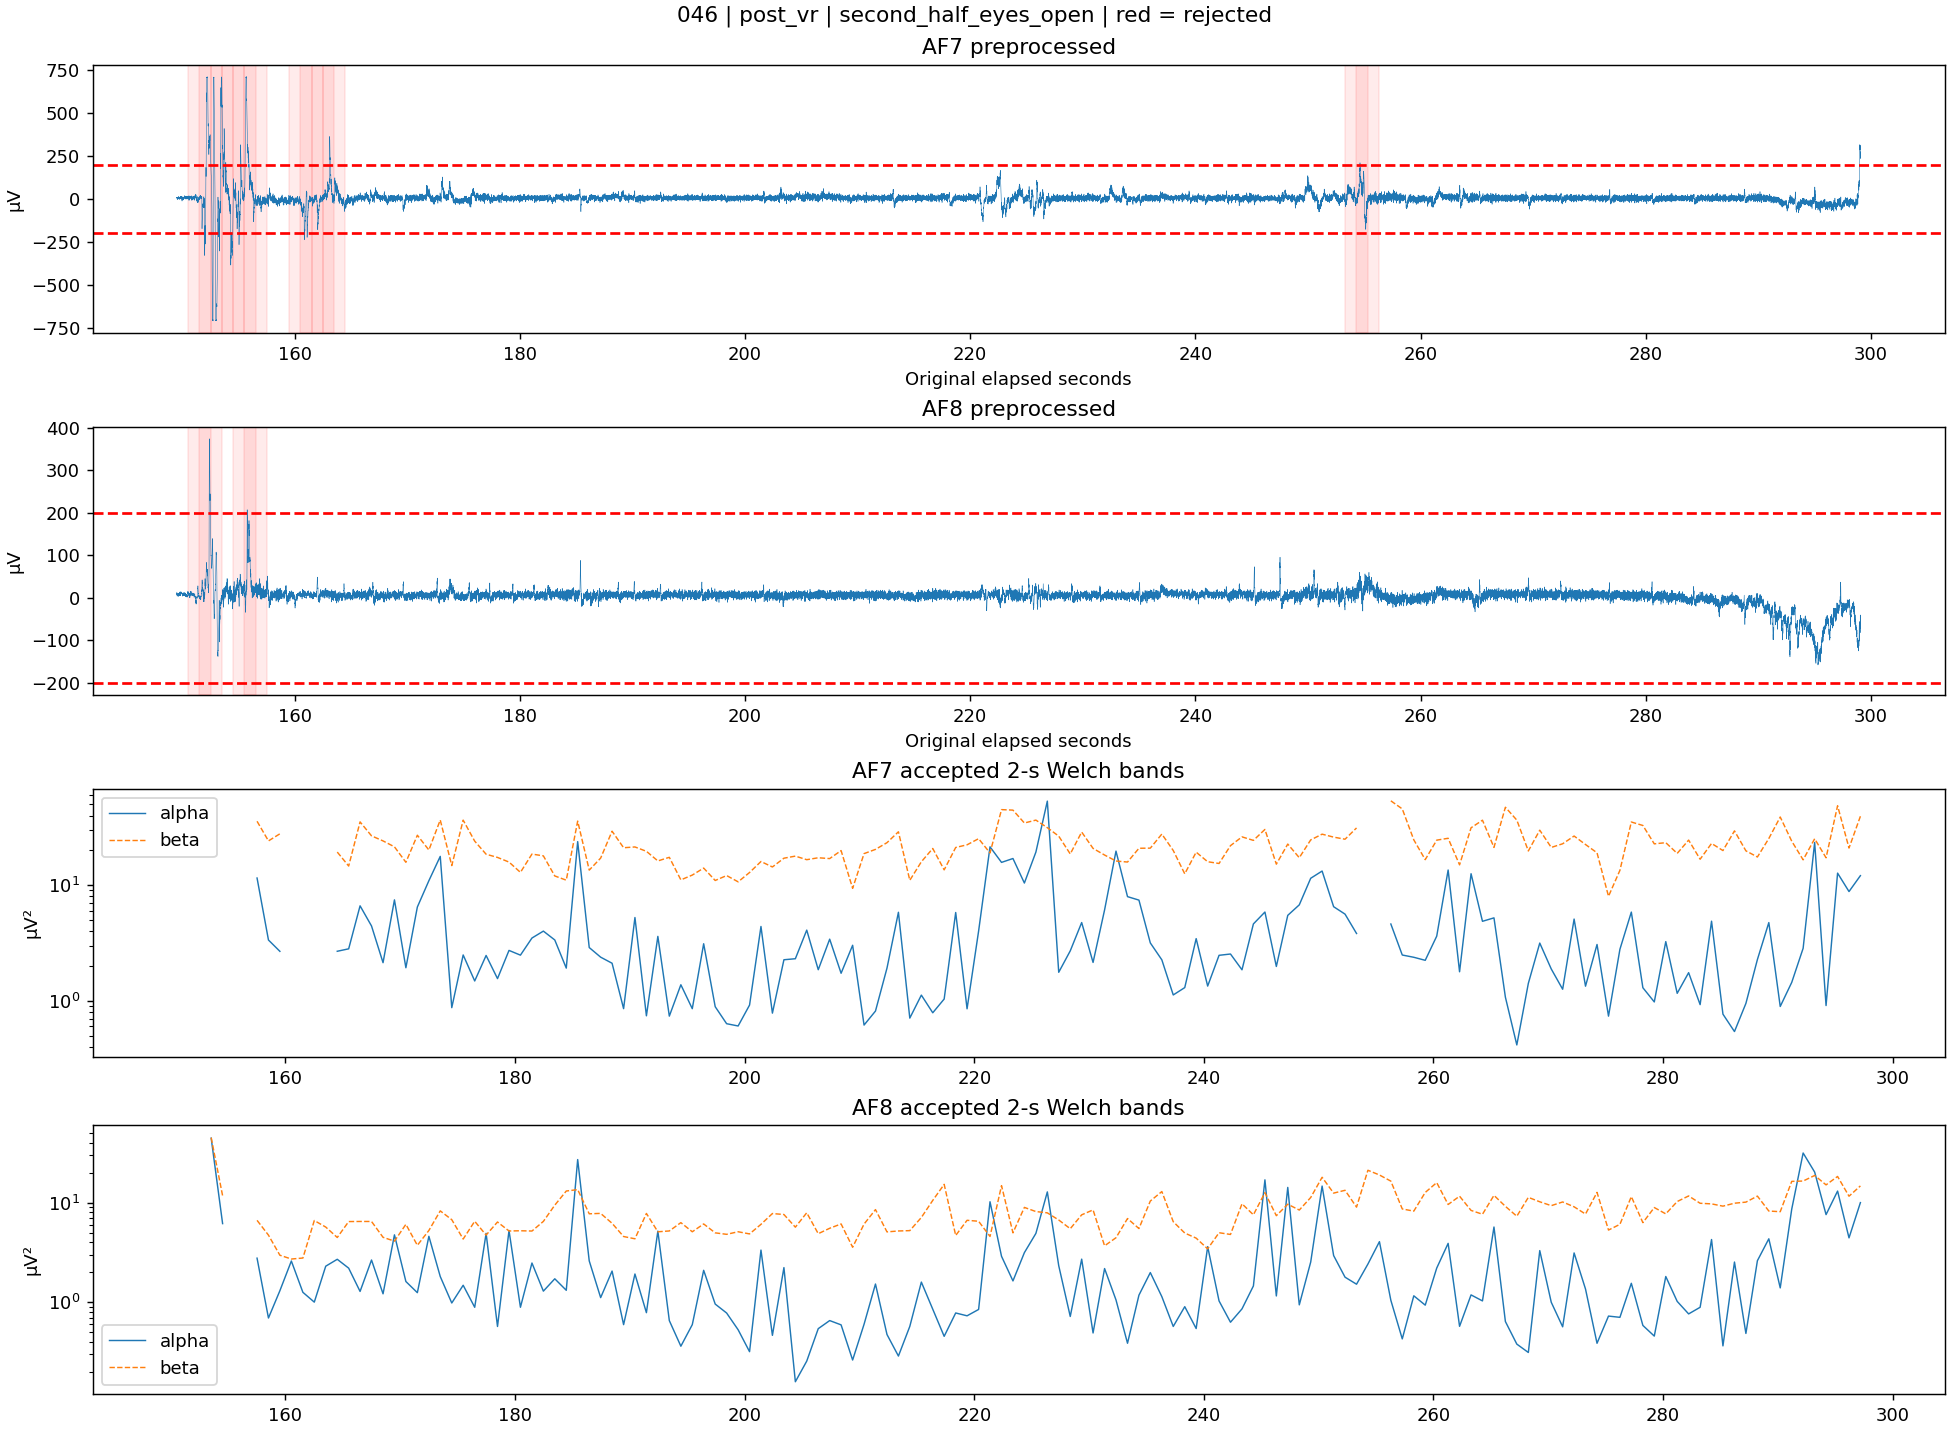 046 | post_vr | second_half_eyes_open | red = rejected
AF7 preprocessed
750
500
250
0
−250
−500
−750
µV
160 180 200 220 240 260 280 300
Original elapsed seconds
AF8 preprocessed
400
300
200
100
0
−100
−200
µV
160 180 200 220 240 260 280 300
Original elapsed seconds
AF7 accepted 2-s Welch bands
alpha
beta
10¹
10⁰
µV²
160 180 200 220 240 260 280 300
AF8 accepted 2-s Welch bands
10¹
10⁰
µV²
alpha
beta
160 180 200 220 240 260 280 300